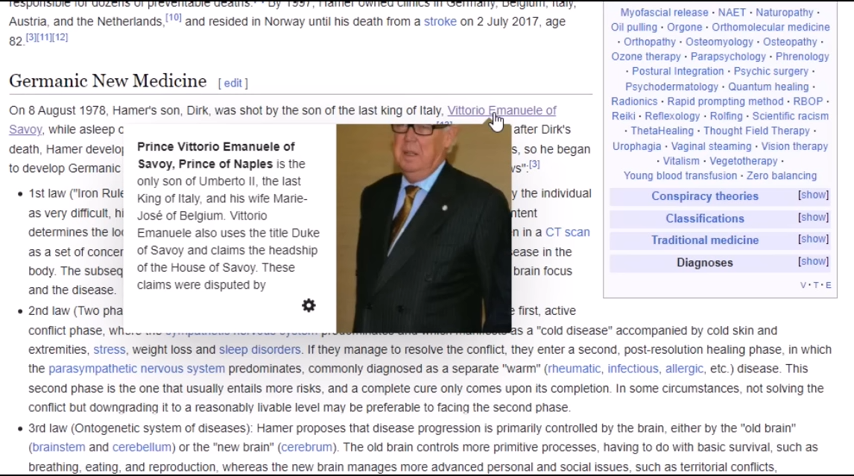 responsible for dozens of preventable deaths. By 1997, Hamer owned clinics in Germany, Belgium, Italy,
Austria, and the Netherlands,[10] and resided in Norway until his death from a stroke on 2 July 2017, age
82.[3][11][12]
Germanic New Medicine [ edit ]
On 8 August 1978, Hamer's son, Dirk, was shot by the son of the last king of Italy, Vittorio Emanuele of
Savoy, while asleep o after Dirk's
death, Hamer develop s, so he began
to develop Germanic ws":[3]
Prince Vittorio Emanuele of
Savoy, Prince of Naples is the
only son of Umberto II, the last
King of Italy, and his wife Marie-
José of Belgium. Vittorio
Emanuele also uses the title Duke
of Savoy and claims the headship
of the House of Savoy. These
claims were disputed by
• 1st law ("Iron Rule y the individual
as very difficult, hi ntent
determines the loc n in a CT scan
as a set of concen ease in the
body. The subseq brain focus
and the disease.
• 2nd law (Two pha e first, active
conflict phase, where the sympathetic nervous system predominates and which manifests as a "cold disease" accompanied by cold skin and
extremities, stress, weight loss and sleep disorders. If they manage to resolve the conflict, they enter a second, post-resolution healing phase, in which
the parasympathetic nervous system predominates, commonly diagnosed as a separate "warm" (rheumatic, infectious, allergic, etc.) disease. This
second phase is the one that usually entails more risks, and a complete cure only comes upon its completion. In some circumstances, not solving the
conflict but downgrading it to a reasonably livable level may be preferable to facing the second phase.
• 3rd law (Ontogenetic system of diseases): Hamer proposes that disease progression is primarily controlled by the brain, either by the "old brain"
(brainstem and cerebellum) or the "new brain" (cerebrum). The old brain controls more primitive processes, having to do with basic survival, such as
breathing, eating, and reproduction, whereas the new brain manages more advanced personal and social issues, such as territorial conflicts,
Myofascial release · NAET · Naturopathy ·
Oil pulling · Orgone · Orthomolecular medicine
· Orthopathy · Osteomyology · Osteopathy ·
Ozone therapy · Parapsychology · Phrenology
· Postural Integration · Psychic surgery ·
Psychodermatology · Quantum healing ·
Radionics · Rapid prompting method · RBOP ·
Reiki · Reflexology · Rolfing · Scientific racism
· ThetaHealing · Thought Field Therapy ·
Urophagia · Vaginal steaming · Vision therapy
· Vitalism · Vegetotherapy ·
Young blood transfusion · Zero balancing
Conspiracy theories [show]
Classifications [show]
Traditional medicine [show]
Diagnoses [show]
V · T · E